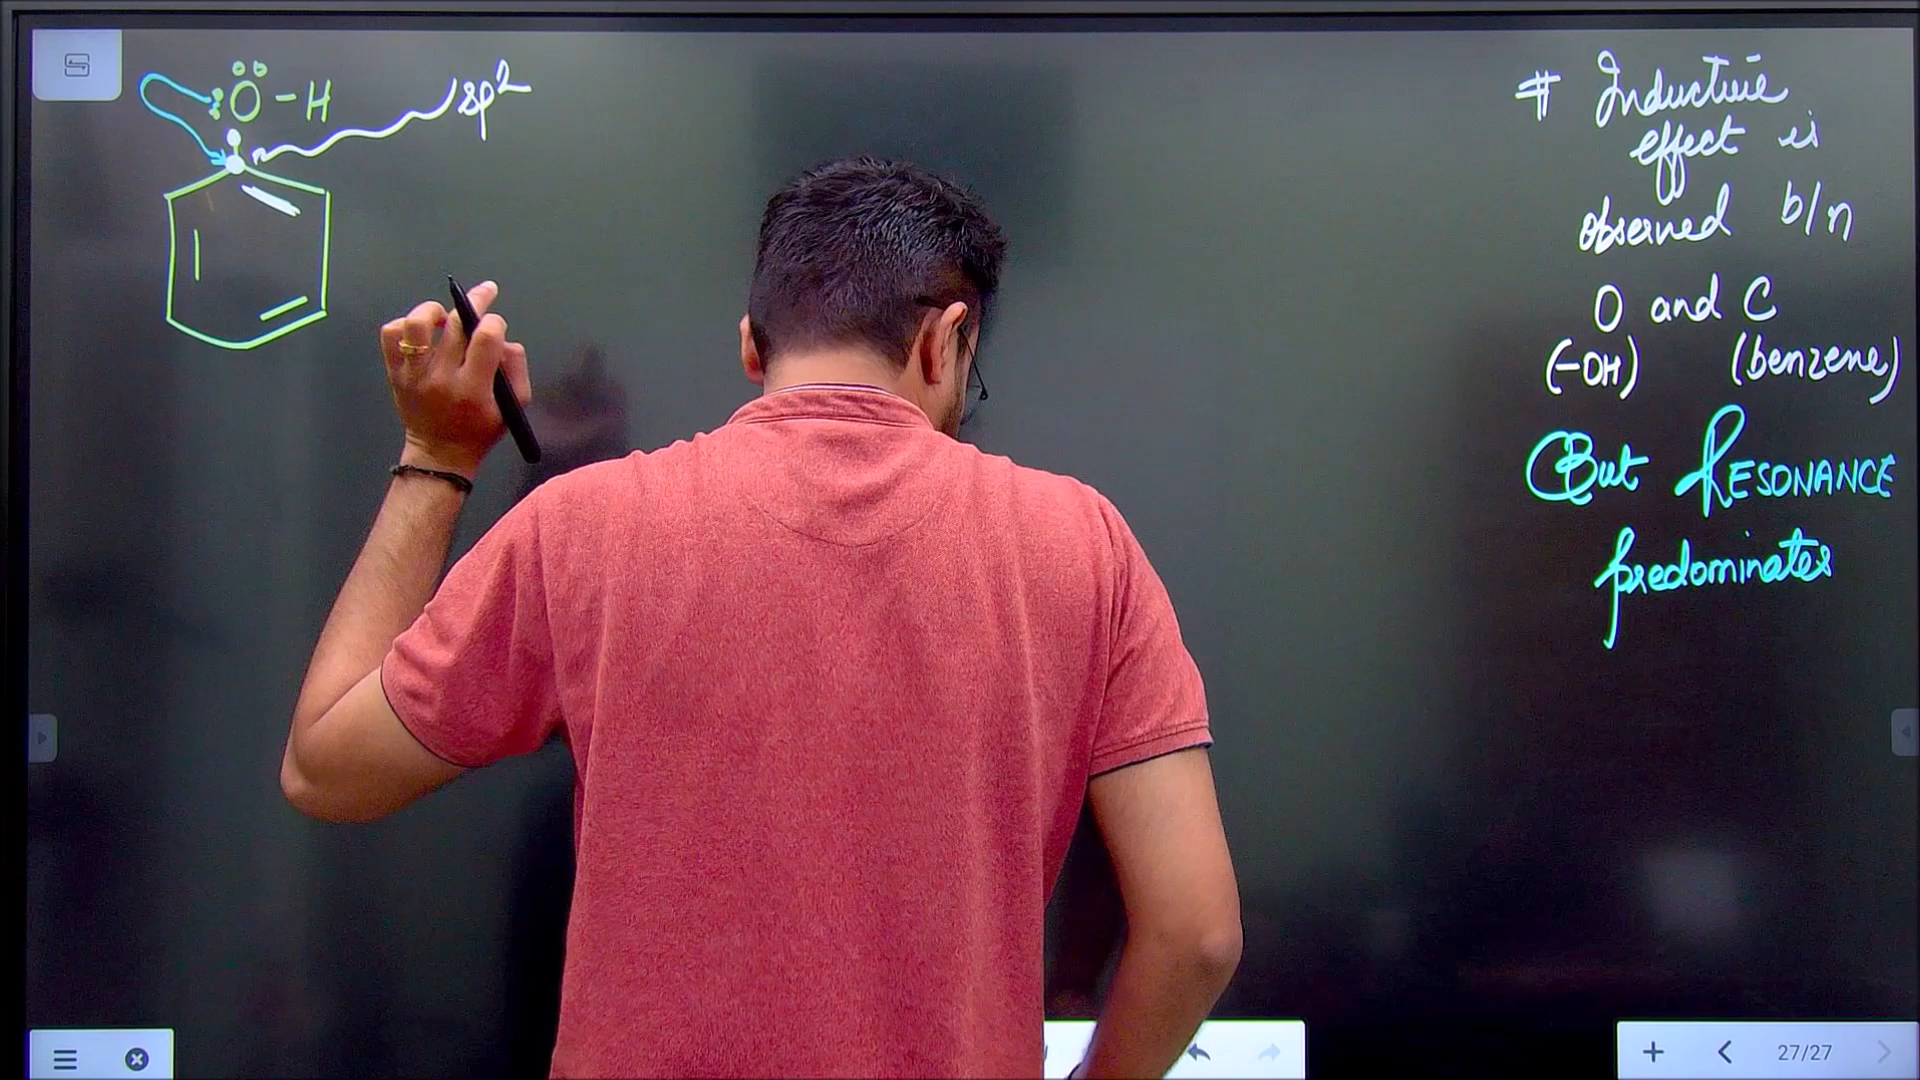 O - H
sp²
# Inductive
effect is
observed b/n
O and C
(-OH) (benzene)
But RESONANCE
predominates
27/27